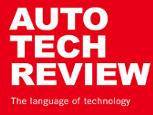 AUTO
TECH
REVIEW
The language of technology